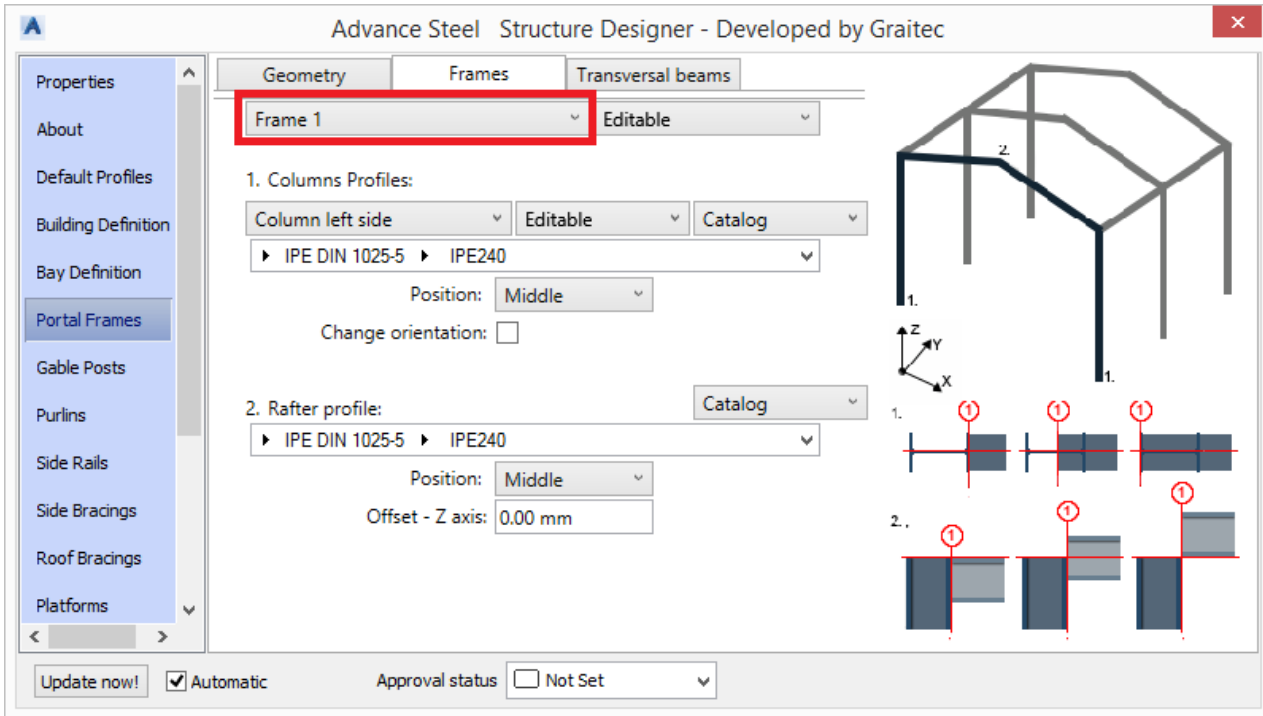 A Advance Steel Structure Designer - Developed by Graitec
Properties
About
Default Profiles
Building Definition
Bay Definition
Portal Frames
Gable Posts
Purlins
Side Rails
Side Bracings
Roof Bracings
Platforms
Geometry Frames Transversal beams
Frame 1 Editable
1. Columns Profiles:
Column left side Editable Catalog
IPE DIN 1025-5 IPE240
Position: Middle
Change orientation:
2. Rafter profile: Catalog
IPE DIN 1025-5 IPE240
Position: Middle
Offset - Z axis: 0.00 mm
2.
1.
1.
Z
Y
X
1. 1 1 1
2. . 1 1 1
Update now! Automatic Approval status Not Set